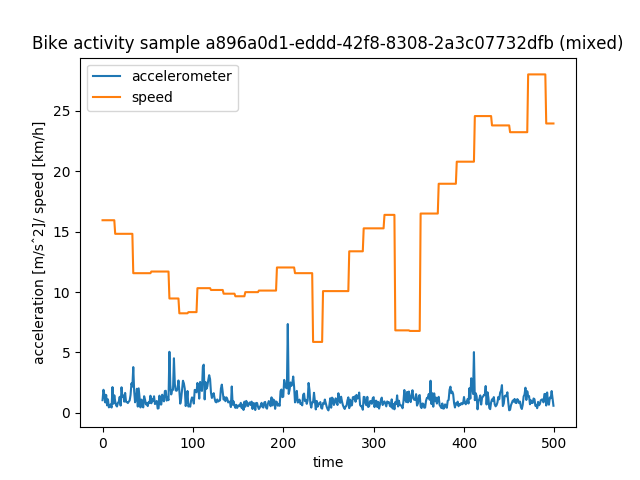 Bike activity sample a896a0d1-eddd-42f8-8308-2a3c07732dfb (mixed)
accelerometer
speed
acceleration [m/s^2]/ speed [km/h]
25
20
15
10
5
0
0
100
200
300
400
500
time